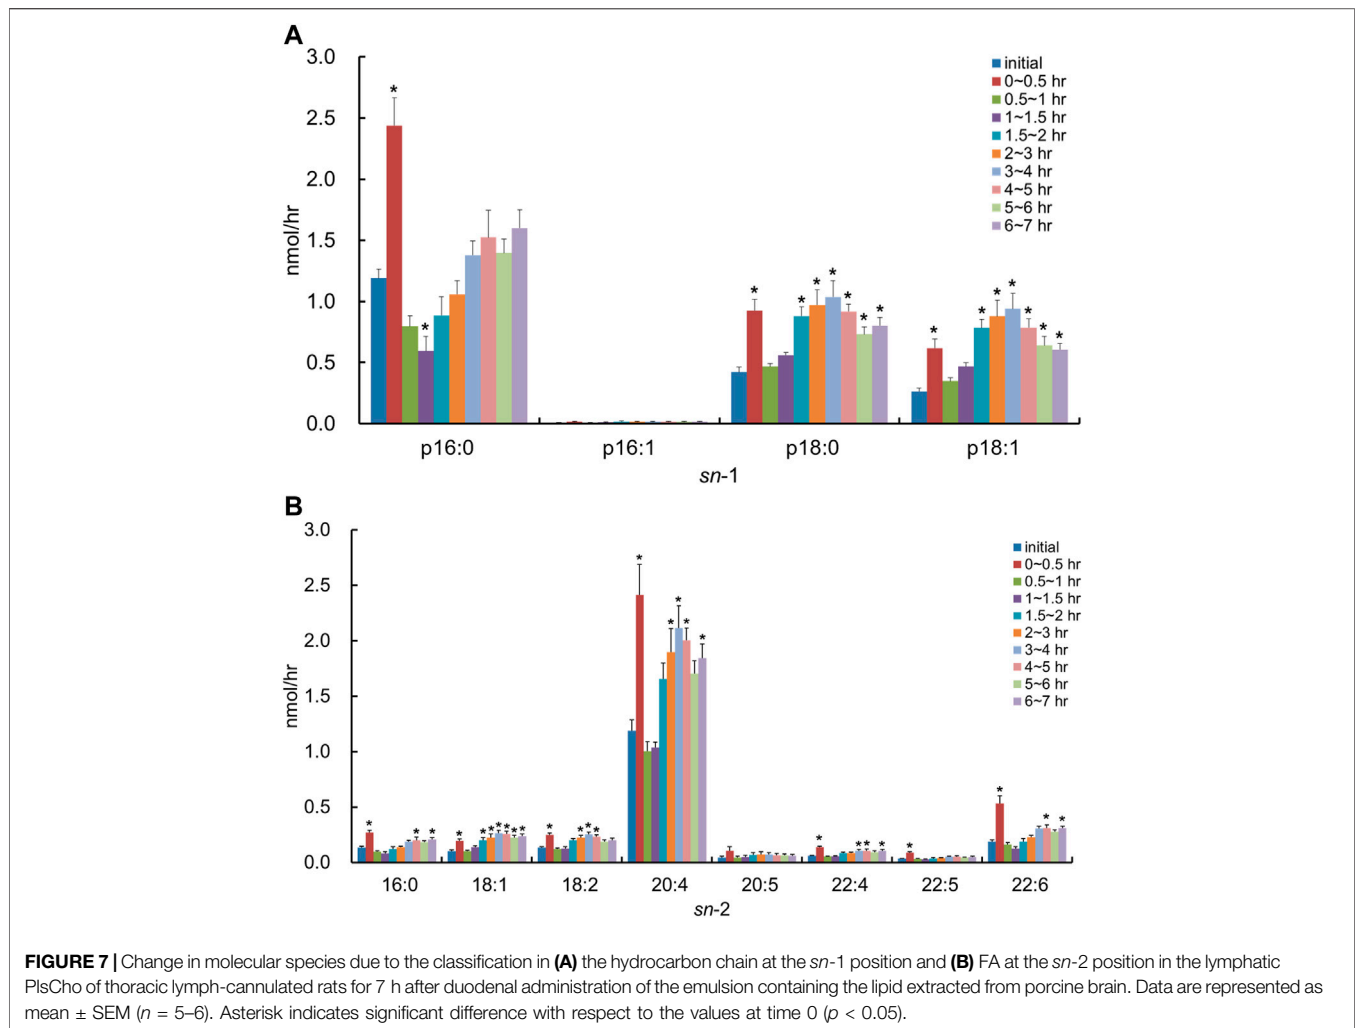 A
3.0
2.5
2.0
1.5
1.0
0.5
0.0
nmol/hr
initial
0~0.5 hr
0.5~1 hr
1~1.5 hr
1.5~2 hr
2~3 hr
3~4 hr
4~5 hr
5~6 hr
6~7 hr
* * * * * * * * * * * * * * * *
p16:0 p16:1 p18:0 p18:1
sn-1
B
3.0
2.5
2.0
1.5
1.0
0.5
0.0
nmol/hr
initial
0~0.5 hr
0.5~1 hr
1~1.5 hr
1.5~2 hr
2~3 hr
3~4 hr
4~5 hr
5~6 hr
6~7 hr
* * * * * * * * * * * * * * * * * * * * * * * * * * *
16:0 18:1 18:2 20:4 20:5 22:4 22:5 22:6
sn-2
FIGURE 7 | Change in molecular species due to the classification in (A) the hydrocarbon chain at the sn-1 position and (B) FA at the sn-2 position in the lymphatic
PlsCho of thoracic lymph-cannulated rats for 7 h after duodenal administration of the emulsion containing the lipid extracted from porcine brain. Data are represented as
mean ± SEM (n = 5–6). Asterisk indicates significant difference with respect to the values at time 0 (p < 0.05).